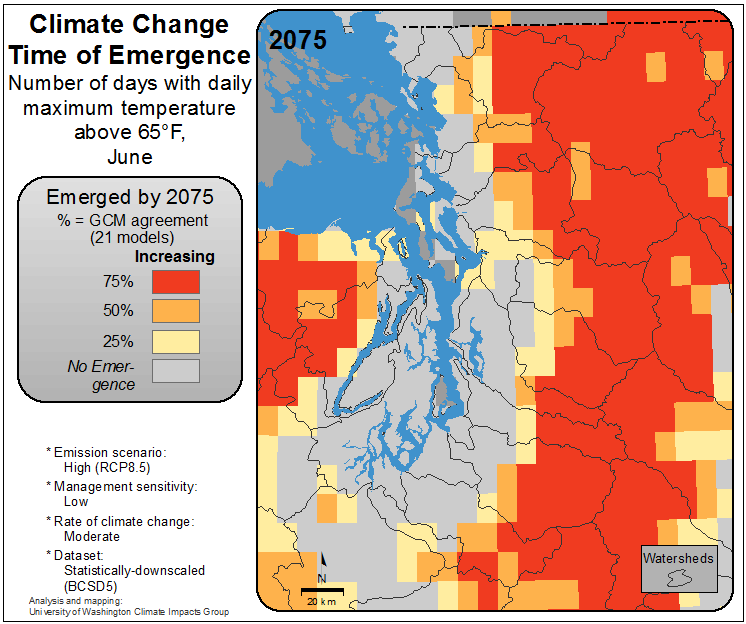 Climate Change
Time of Emergence
Number of days with daily
maximum temperature
above 65°F,
June
Emerged by 2075
% = GCM agreement
(21 models)
Increasing
75%
50%
25%
No Emer-
gence
* Emission scenario:
High (RCP8.5)
* Management sensitivity:
Low
* Rate of climate change:
Moderate
* Dataset:
Statistically-downscaled
(BCSD5)
Analysis and mapping:
University of Washington Climate Impacts Group
2075
N
20 km
Watersheds